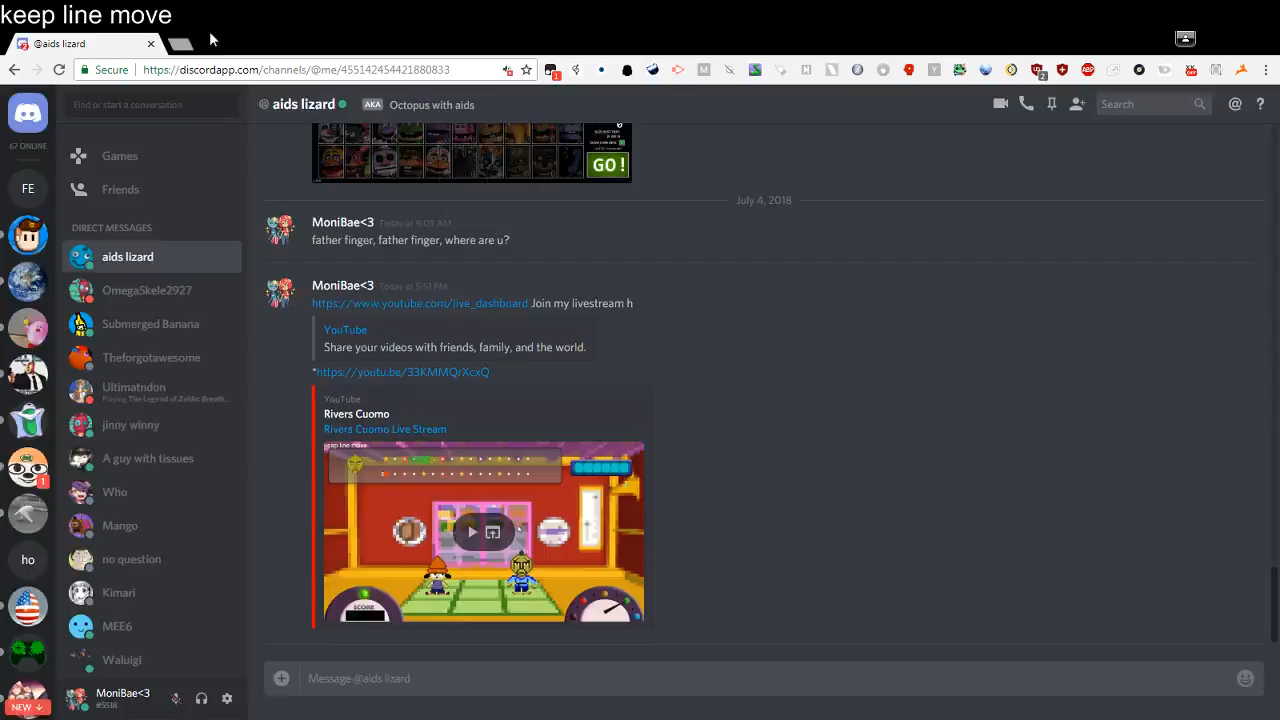 keep line move
@aids lizard
Secure
https://discordapp.com/channels/@me/455142454421880833
Find or start a conversation
@ aids lizard
AKA
Octopus with aids
Search
67 ONLINE
Games
Friends
FE
DIRECT MESSAGES
aids lizard
OmegaSkele2927
Submerged Banana
Theforgotawesome
Ultimatndon
Playing The Legend of Zelda: Breath...
jinny winny
A guy with tissues
Who
Mango
no question
Kimari
MEE6
Waluigi
ho
NEW ↓
MoniBae<3
#5518
GO!
July 4, 2018
MoniBae<3 Today at 9:03 AM
father finger, father finger, where are u?
MoniBae<3 Today at 5:51 PM
https://www.youtube.com/live_dashboard Join my livestream h
YouTube
Share your videos with friends, family, and the world.
*https://youtu.be/33KMMQrXcxQ
YouTube
Rivers Cuomo
Rivers Cuomo Live Stream
keep line move
SCORE
Message @aids lizard